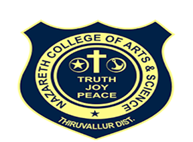 NAZARETH COLLEGE OF ARTS & SCIENCE
TRUTH
JOY
PEACE
THIRUVALLUR DIST.